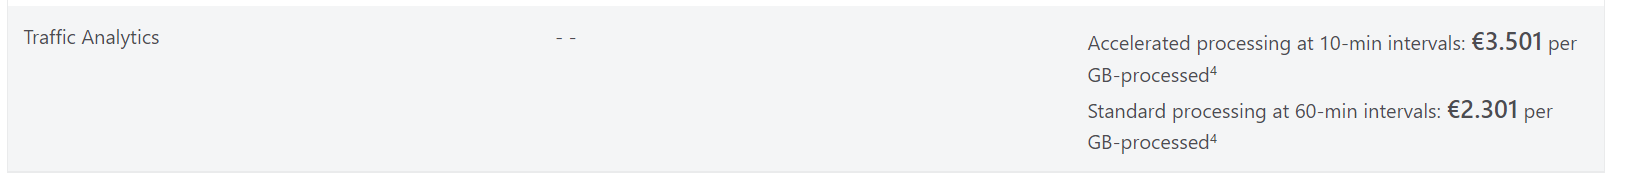 Traffic Analytics
- -
Accelerated processing at 10-min intervals: €3.501 per
GB-processed⁴
Standard processing at 60-min intervals: €2.301 per
GB-processed⁴